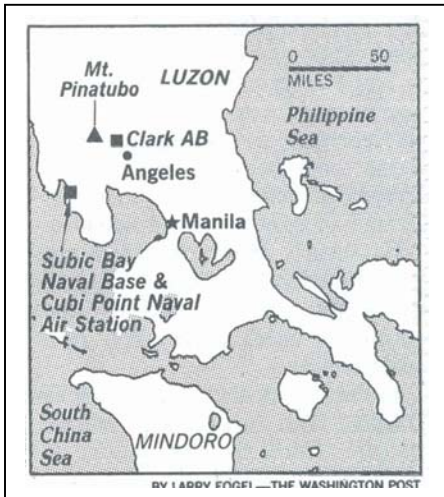 Mt.
Pinatubo
LUZON
0 50
MILES
Philippine
Sea
Clark AB
Angeles
Manila
Subic Bay
Naval Base &
Cubi Point Naval
Air Station
South
China
Sea
MINDORO
BY LARRY FOGEL—THE WASHINGTON POST